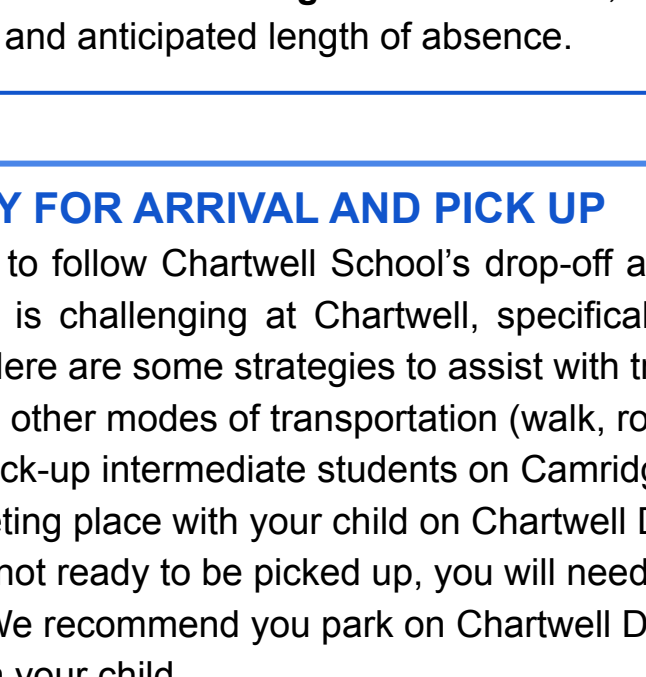 and anticipated length of absence.
Y FOR ARRIVAL AND PICK UP
to follow Chartwell School’s drop-off a
is challenging at Chartwell, specifical
Here are some strategies to assist with tr
other modes of transportation (walk, ro
ck-up intermediate students on Camridg
eting place with your child on Chartwell D
not ready to be picked up, you will need
We recommend you park on Chartwell D
your child